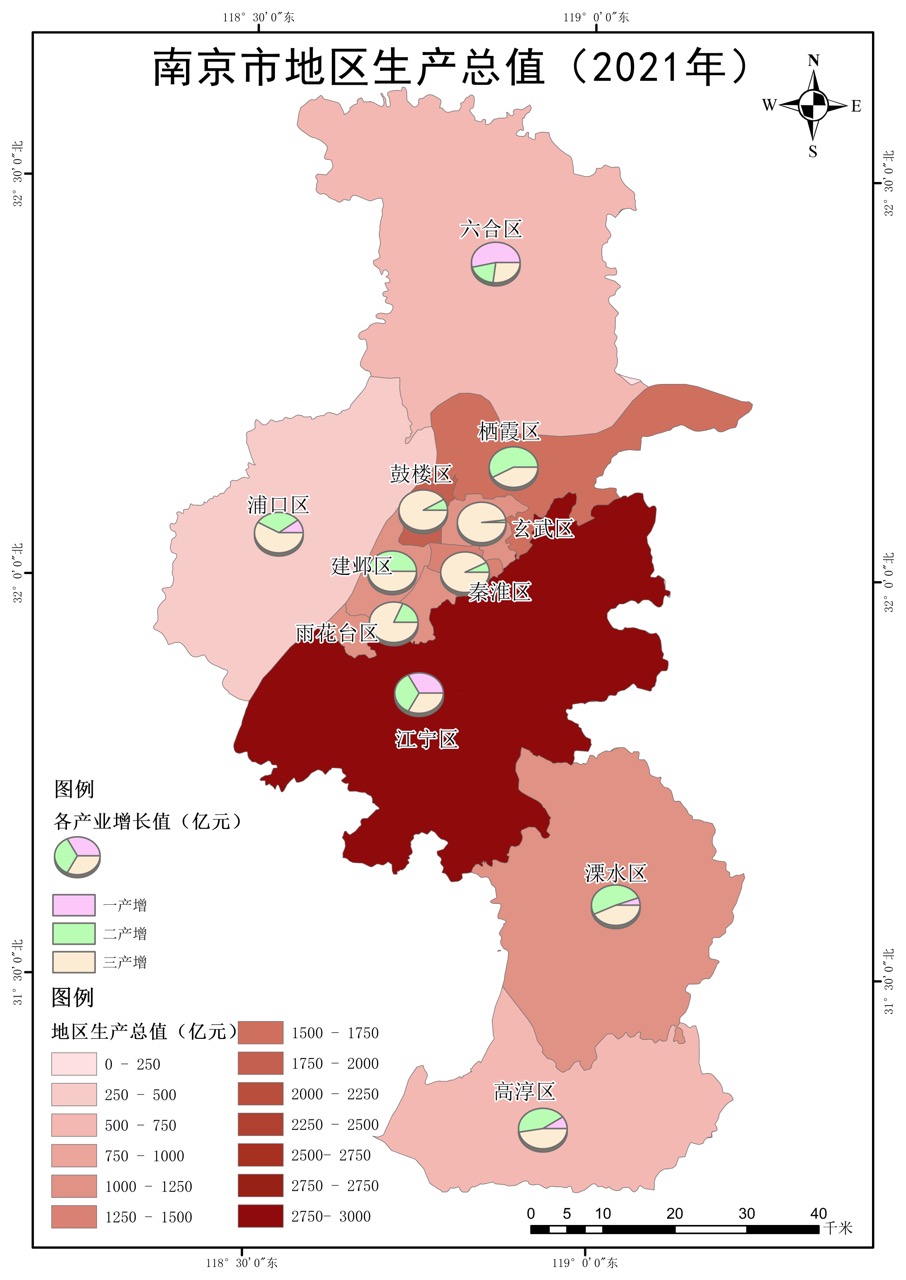 118° 30′0″东
119° 0′0″东
南京市地区生产总值（2021年）
N
W
E
S
32° 30′0″北
32° 30′0″北
六合区
栖霞区
鼓楼区
浦口区
玄武区
建邺区
秦淮区
32° 0′0″北
32° 0′0″北
雨花台区
江宁区
溧水区
高淳区
31° 30′0″北
31° 30′0″北
图例
各产业增长值（亿元）
一产增
二产增
三产增
图例
地区生产总值（亿元）
0 - 250
250 - 500
500 - 750
750 - 1000
1000 - 1250
1250 - 1500
1500 - 1750
1750 - 2000
2000 - 2250
2250 - 2500
2500- 2750
2750 - 2750
2750- 3000
0 5 10 20 30 40
千米
118° 30′0″东
119° 0′0″东